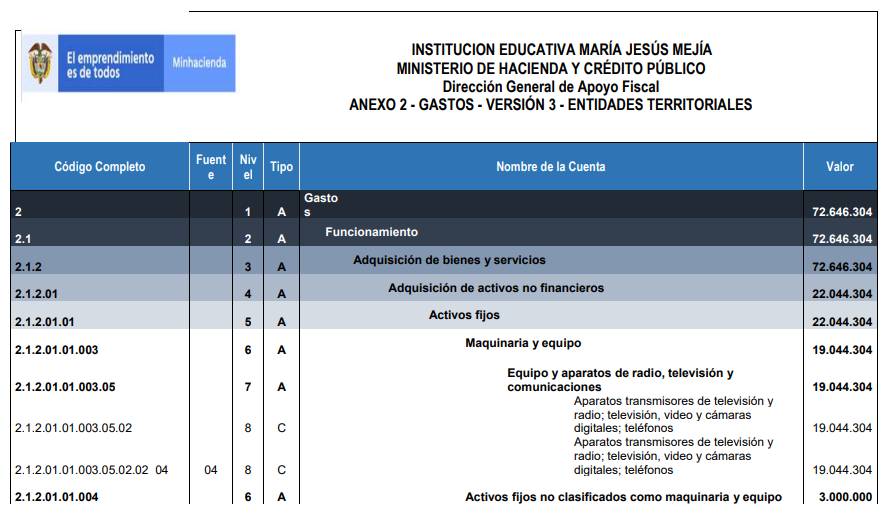 El emprendimiento
es de todos
Minhacienda
INSTITUCION EDUCATIVA MARÍA JESÚS MEJÍA
MINISTERIO DE HACIENDA Y CRÉDITO PÚBLICO
Dirección General de Apoyo Fiscal
ANEXO 2 - GASTOS - VERSIÓN 3 - ENTIDADES TERRITORIALES
Código Completo Fuent Niv Tipo Nombre de la Cuenta Valor
e el
Gasto
2 1 A s 72.646.304
Funcionamiento
2.1 2 A 72.646.304
Adquisición de bienes y servicios
2.1.2 3 A 72.646.304
Adquisición de activos no financieros
2.1.2.01 4 A 22.044.304
Activos fijos
2.1.2.01.01 5 A 22.044.304
Maquinaria y equipo
2.1.2.01.01.003 6 A 19.044.304
Equipo y aparatos de radio, televisión y
2.1.2.01.01.003.05 7 A comunicaciones 19.044.304
Aparatos transmisores de televisión y
radio; televisión, video y cámaras
2.1.2.01.01.003.05.02 8 C digitales; teléfonos 19.044.304
Aparatos transmisores de televisión y
radio; televisión, video y cámaras
2.1.2.01.01.003.05.02.02 04 04 8 C digitales; teléfonos 19.044.304
2.1.2.01.01.004 6 A Activos fijos no clasificados como maquinaria y equipo 3.000.000